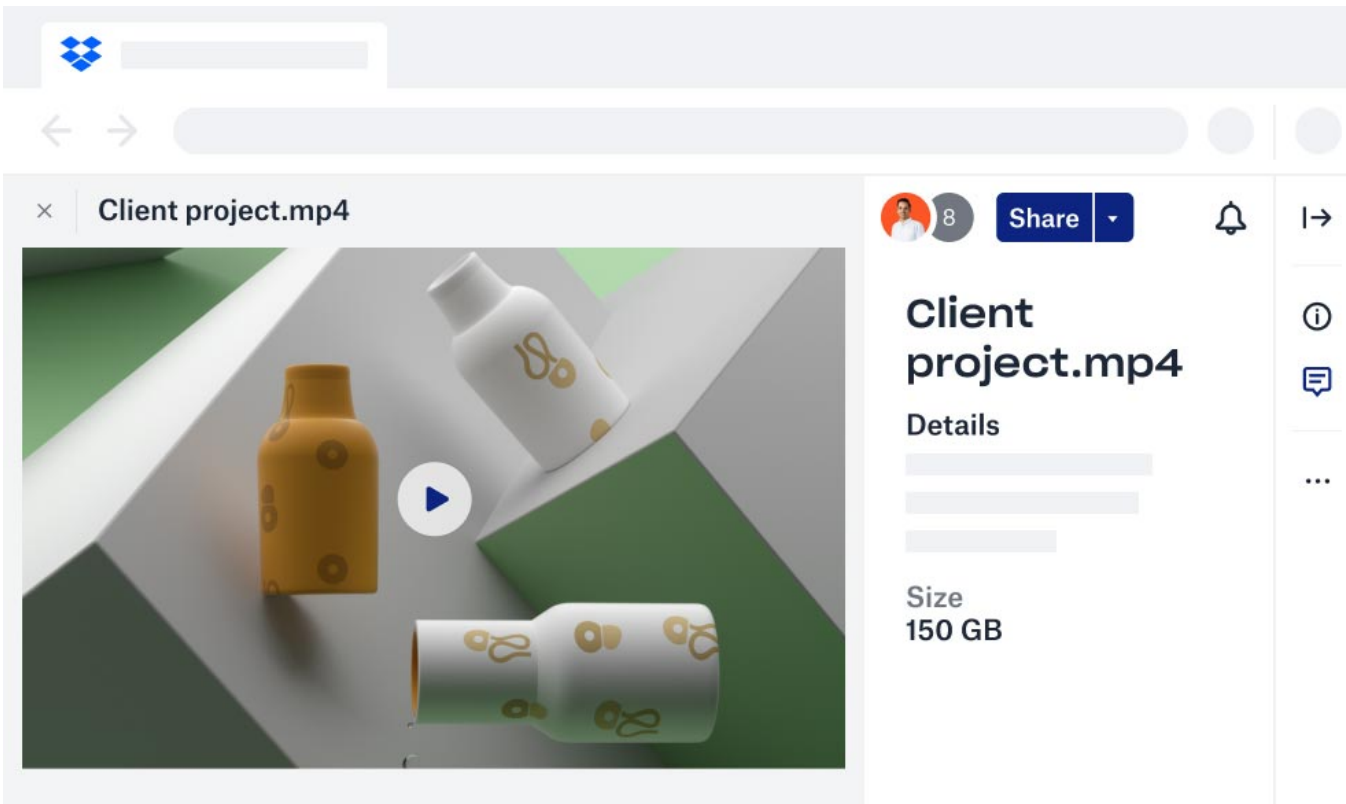 Client project.mp4
8
Share
Client
project.mp4
Details
Size
150 GB